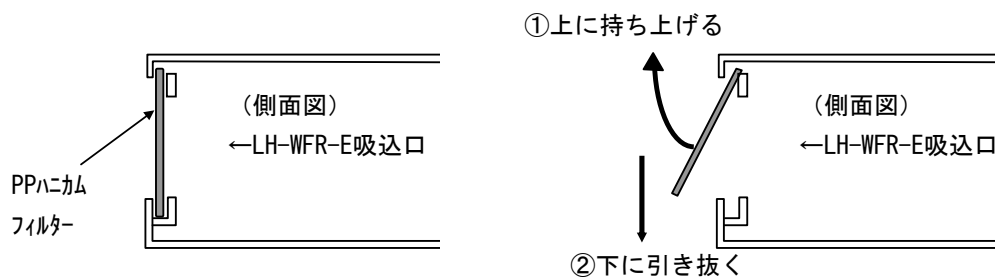 (側面図)
←LH-WFR-E吸込口
PPﾊﾆｶﾑ
ﾌｨﾙﾀｰ
①上に持ち上げる
(側面図)
←LH-WFR-E吸込口
②下に引き抜く